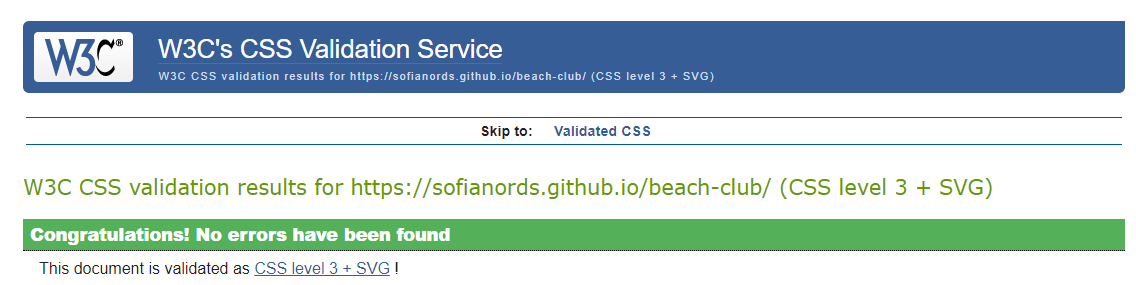 W3C®
W3C's CSS Validation Service
W3C CSS validation results for https://sofianords.github.io/beach-club/ (CSS level 3 + SVG)
Skip to: Validated CSS
W3C CSS validation results for https://sofianords.github.io/beach-club/ (CSS level 3 + SVG)
Congratulations! No errors have been found
This document is validated as CSS level 3 + SVG !